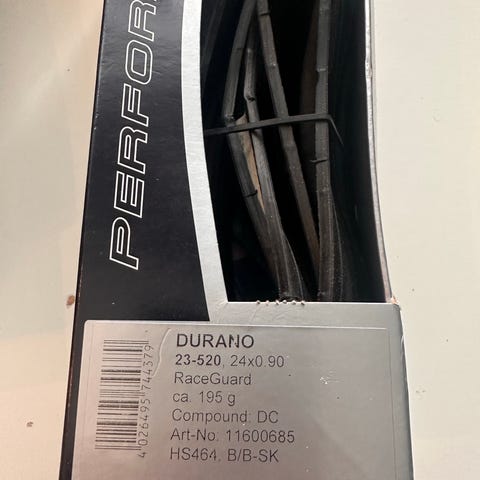 PERFOR
DURANO
23-520, 24x0.90
RaceGuard
ca. 195 g
Compound: DC
Art-No. 11600685
HS464, B/B-SK
4 026495 744379